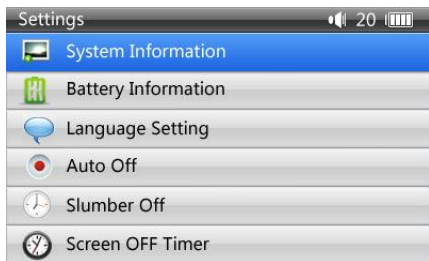 Settings 20
System Information
Battery Information
Language Setting
Auto Off
Slumber Off
Screen OFF Timer